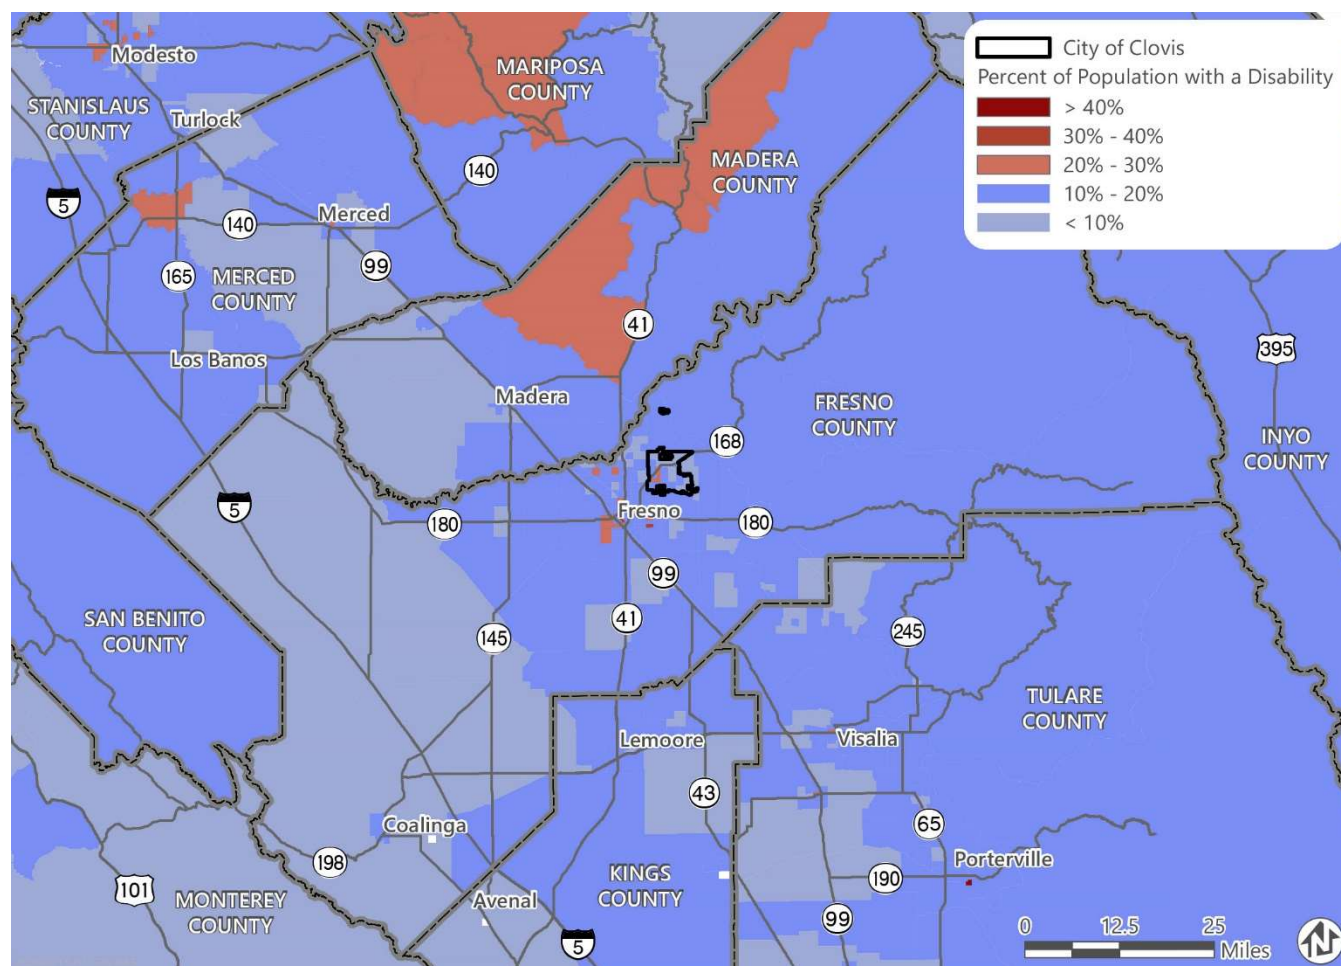 City of Clovis
Percent of Population with a Disability
> 40%
30% - 40%
20% - 30%
10% - 20%
< 10%
Modesto
MARIPOSA
COUNTY
STANISLAUS
COUNTY
Turlock
MADERA
COUNTY
140
5
Merced
140
99
165
MERCED
COUNTY
41
395
Los Banos
Madera
FRESNO
COUNTY
168
INYO
COUNTY
5
180
Fresno
180
99
SAN BENITO
COUNTY
41
145
245
TULARE
COUNTY
Lemoore
Visalia
43
65
Coalinga
198
Porterville
101
MONTEREY
COUNTY
KINGS
COUNTY
190
Avenal
99
5
0 12.5 25
Miles
N